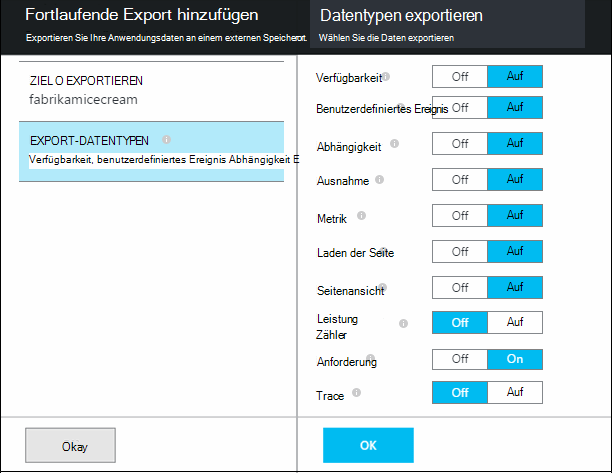 Fortlaufende Export hinzufügen
Exportieren Sie Ihre Anwendungsdaten an einem externen Speicherort.
Datentypen exportieren
Wählen Sie die Daten exportieren
ZIEL O EXPORTIEREN
fabrikamicecream
EXPORT-DATENTYPEN
Verfügbarkeit, benutzerdefiniertes Ereignis Abhängigkeit E
Verfügbarkeit Off Auf
Benutzerdefiniertes Ereignis Off Auf
Abhängigkeit Off Auf
Ausnahme Off Auf
Metrik Off Auf
Laden der Seite Off Auf
Seitenansicht Off Auf
Leistung
Zähler Off Auf
Anforderung Off On
Trace Off Auf
Okay
OK